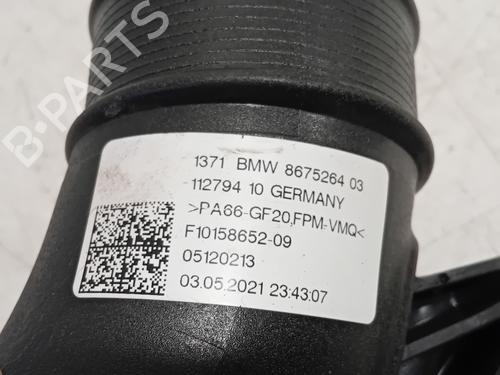 B-PARTS
1371 BMW 8675264 03
112794 10 GERMANY
>PA66-GF20,FPM-VMQ<
F10158652-09
05120213
03.05.2021 23:43:07